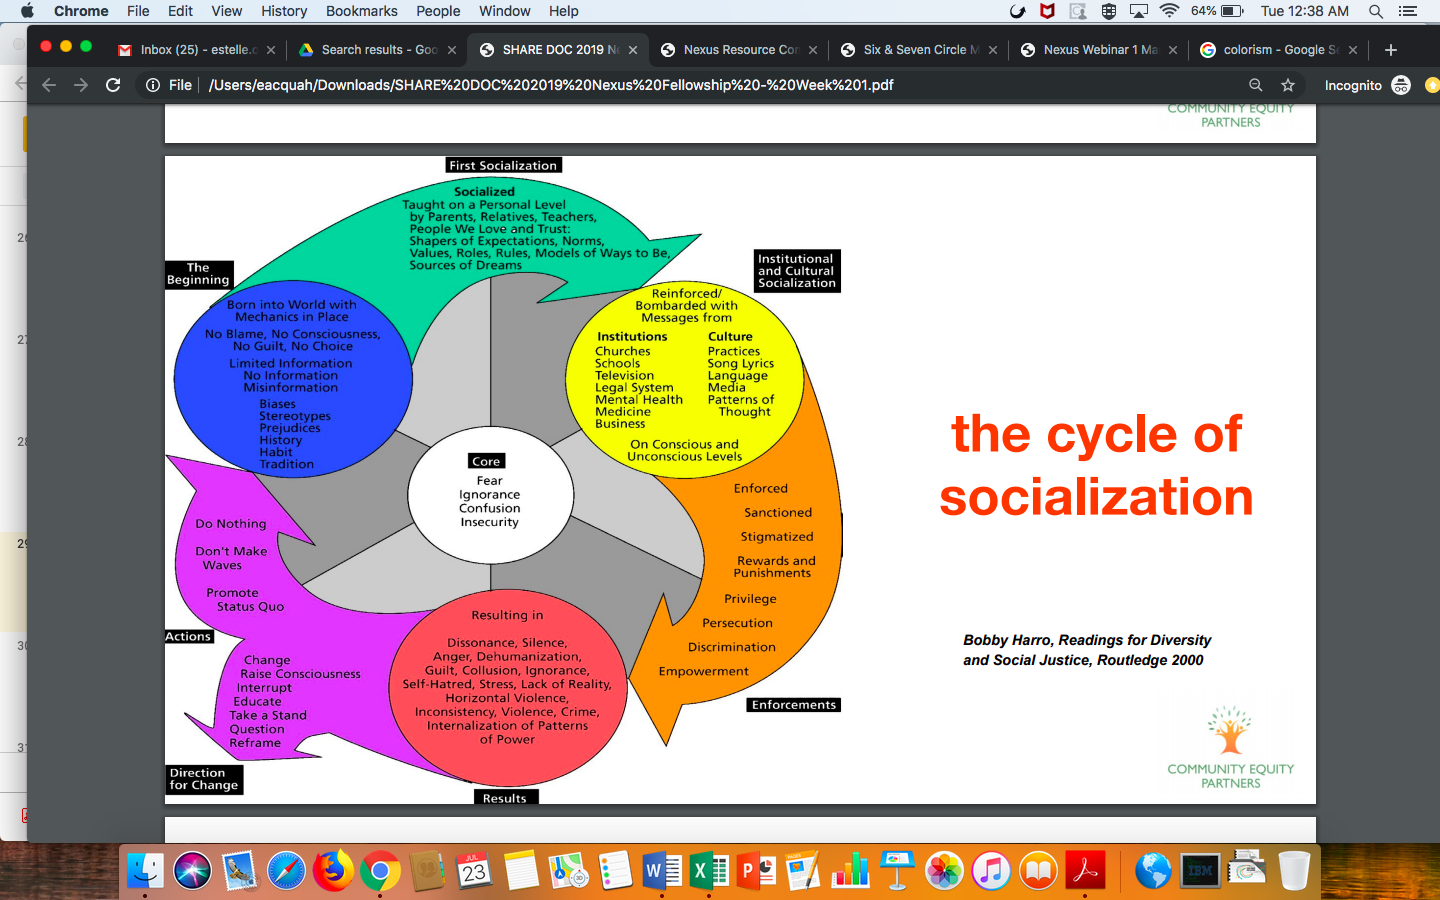 Chrome File Edit View History Bookmarks People Window Help 64% Tue 12:38 AM
Inbox (25) - estelle.
Search results - Goo
SHARE DOC 2019 N
Nexus Resource Co
Six & Seven Circle M
Nexus Webinar 1 Ma
colorism - Google S
File /Users/eacquah/Downloads/SHARE%20DOC%202019%20Nexus%20Fellowship%20-%20Week%201.pdf Incognito
COMMUNITY EQUITY
PARTNERS
First Socialization
Socialized
Taught on a Personal Level
by Parents, Relatives, Teachers,
People We Love and Trust:
Shapers of Expectations, Norms,
Values, Roles, Rules, Models of Ways to Be,
Sources of Dreams
The
Beginning
Born into World with
Mechanics in Place
No Blame, No Consciousness,
No Guilt, No Choice
Limited Information
No Information
Misinformation
Biases
Stereotypes
Prejudices
History
Habit
Tradition
Institutional
and Cultural
Socialization
Reinforced/
Bombarded with
Messages from
Institutions
Churches
Schools
Television
Legal System
Mental Health
Medicine
Business
Culture
Practices
Song Lyrics
Language
Media
Patterns of
Thought
On Conscious and
Unconscious Levels
Core
Fear
Ignorance
Confusion
Insecurity
Enforced
Sanctioned
Stigmatized
Rewards and
Punishments
Privilege
Persecution
Discrimination
Empowerment
Enforcements
Resulting in
Dissonance, Silence,
Anger, Dehumanization,
Guilt, Collusion, Ignorance,
Self-Hatred, Stress, Lack of Reality,
Horizontal Violence,
Inconsistency, Violence, Crime,
Internalization of Patterns
of Power
Results
Do Nothing
Don't Make
Waves
Promote
Status Quo
Actions
Change
Raise Consciousness
Interrupt
Educate
Take a Stand
Question
Reframe
Direction
for Change
the cycle of
socialization
Bobby Harro, Readings for Diversity
and Social Justice, Routledge 2000
COMMUNITY EQUITY
PARTNERS
26
27
28
29
30
31
JUL
23
W
X
P
IBM